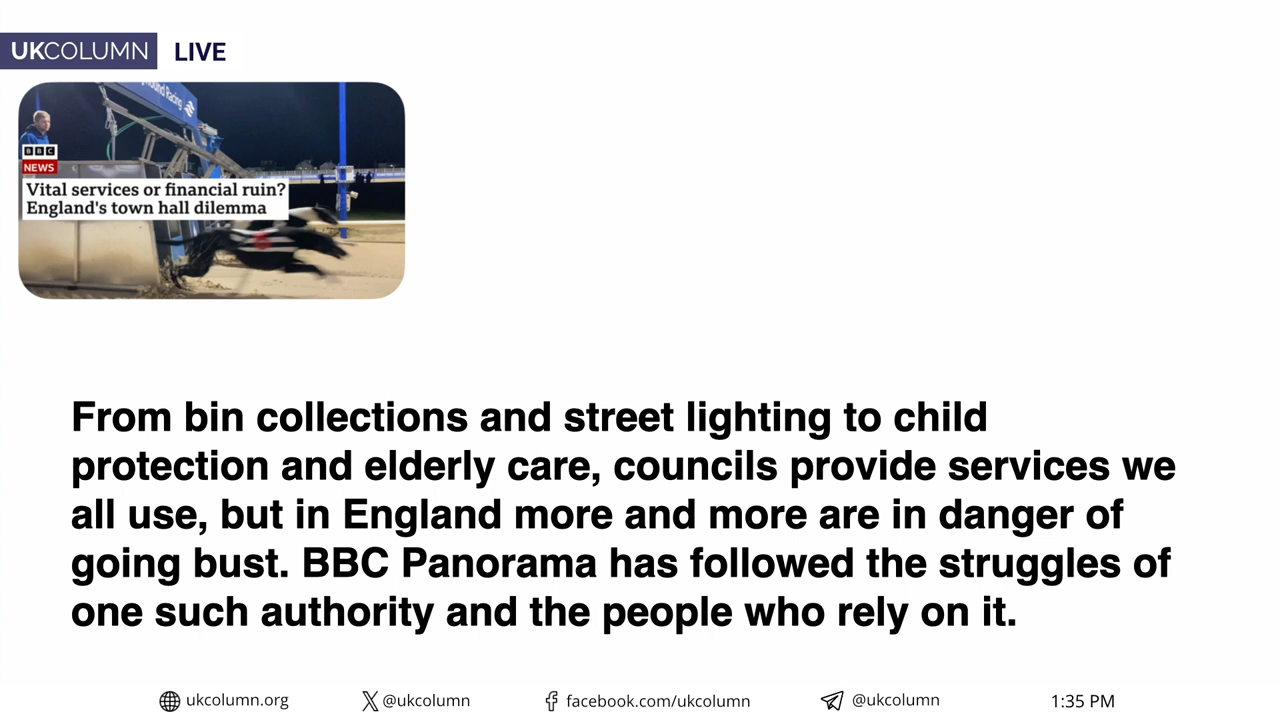 UKCOLUMN LIVE
BBC
NEWS
Vital services or financial ruin?
England's town hall dilemma
From bin collections and street lighting to child
protection and elderly care, councils provide services we
all use, but in England more and more are in danger of
going bust. BBC Panorama has followed the struggles of
one such authority and the people who rely on it.
ukcolumn.org @ukcolumn facebook.com/ukcolumn @ukcolumn 1:35 PM